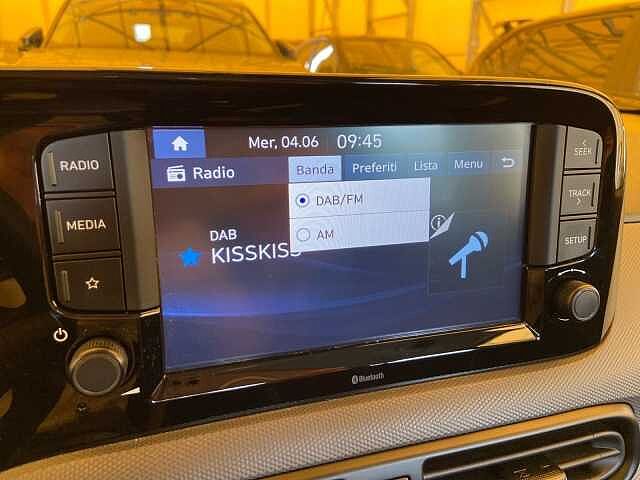 RADIO
MEDIA
Mer, 04.06 09:45
Radio
Banda Preferiti Lista Menu
DAB/FM
AM
DAB
KISSKISS
SEEK
TRACK
SETUP
Bluetooth